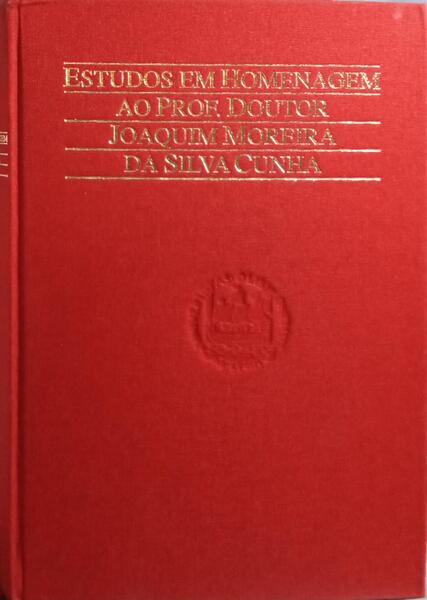 ESTUDOS EM HOMENAGEM
AO PROF. DOUTOR
JOAQUIM MOREIRA
DA SILVA CUNHA